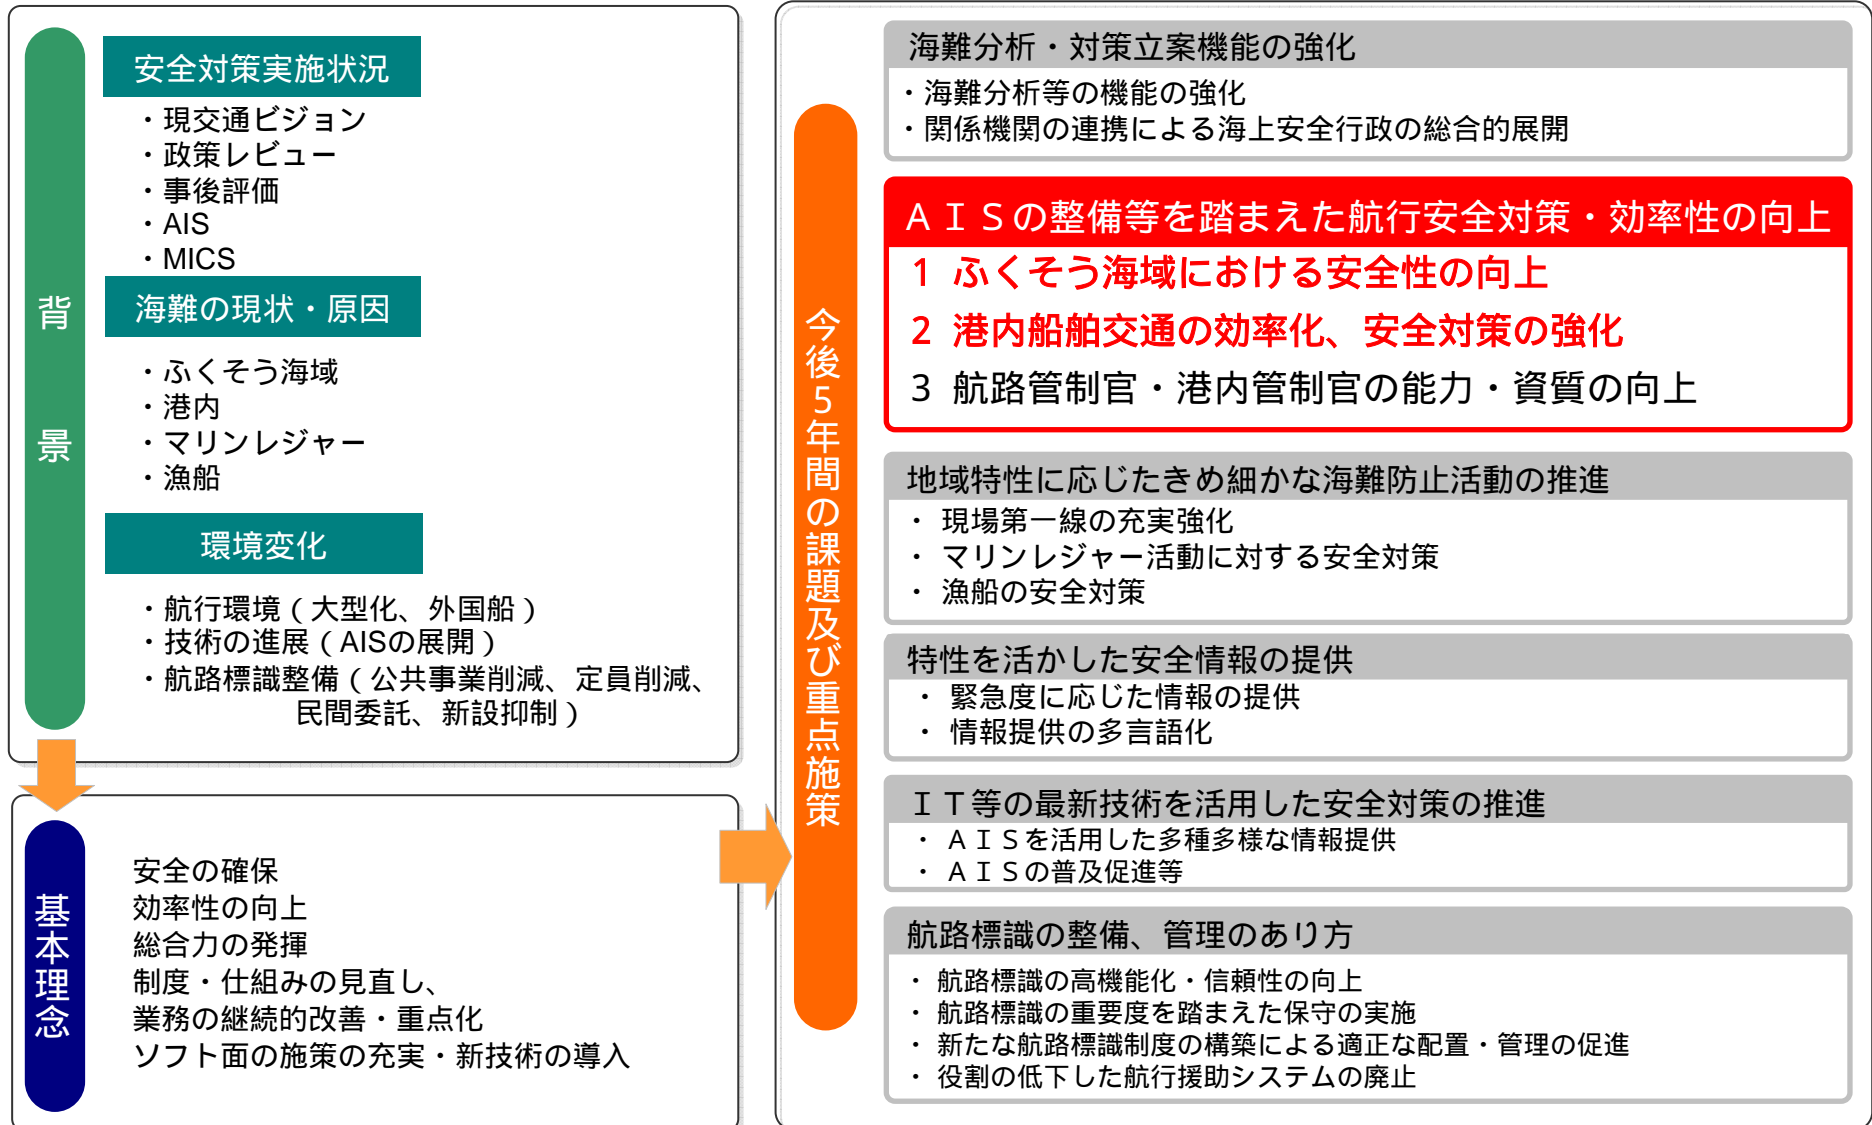 背景
安全対策実施状況
・現交通ビジョン
・政策レビュー
・事後評価
・AIS
・MICS
海難の現状・原因
・ふくそう海域
・港内
・マリンレジャー
・漁船
環境変化
・航行環境（大型化、外国船）
・技術の進展（AISの展開）
・航路標識整備（公共事業削減、定員削減、
民間委託、新設抑制）
基本理念
安全の確保
効率性の向上
総合力の発揮
制度・仕組みの見直し、
業務の継続的改善・重点化
ソフト面の施策の充実・新技術の導入
今後５年間の課題及び重点施策
海難分析・対策立案機能の強化
・海難分析等の機能の強化
・関係機関の連携による海上安全行政の総合的展開
ＡＩＳの整備等を踏まえた航行安全対策・効率性の向上
1 ふくそう海域における安全性の向上
2 港内船舶交通の効率化、安全対策の強化
3 航路管制官・港内管制官の能力・資質の向上
地域特性に応じたきめ細かな海難防止活動の推進
・ 現場第一線の充実強化
・ マリンレジャー活動に対する安全対策
・ 漁船の安全対策
特性を活かした安全情報の提供
・ 緊急度に応じた情報の提供
・ 情報提供の多言語化
ＩＴ等の最新技術を活用した安全対策の推進
・ ＡＩＳを活用した多種多様な情報提供
・ ＡＩＳの普及促進等
航路標識の整備、管理のあり方
・ 航路標識の高機能化・信頼性の向上
・ 航路標識の重要度を踏まえた保守の実施
・ 新たな航路標識制度の構築による適正な配置・管理の促進
・ 役割の低下した航行援助システムの廃止